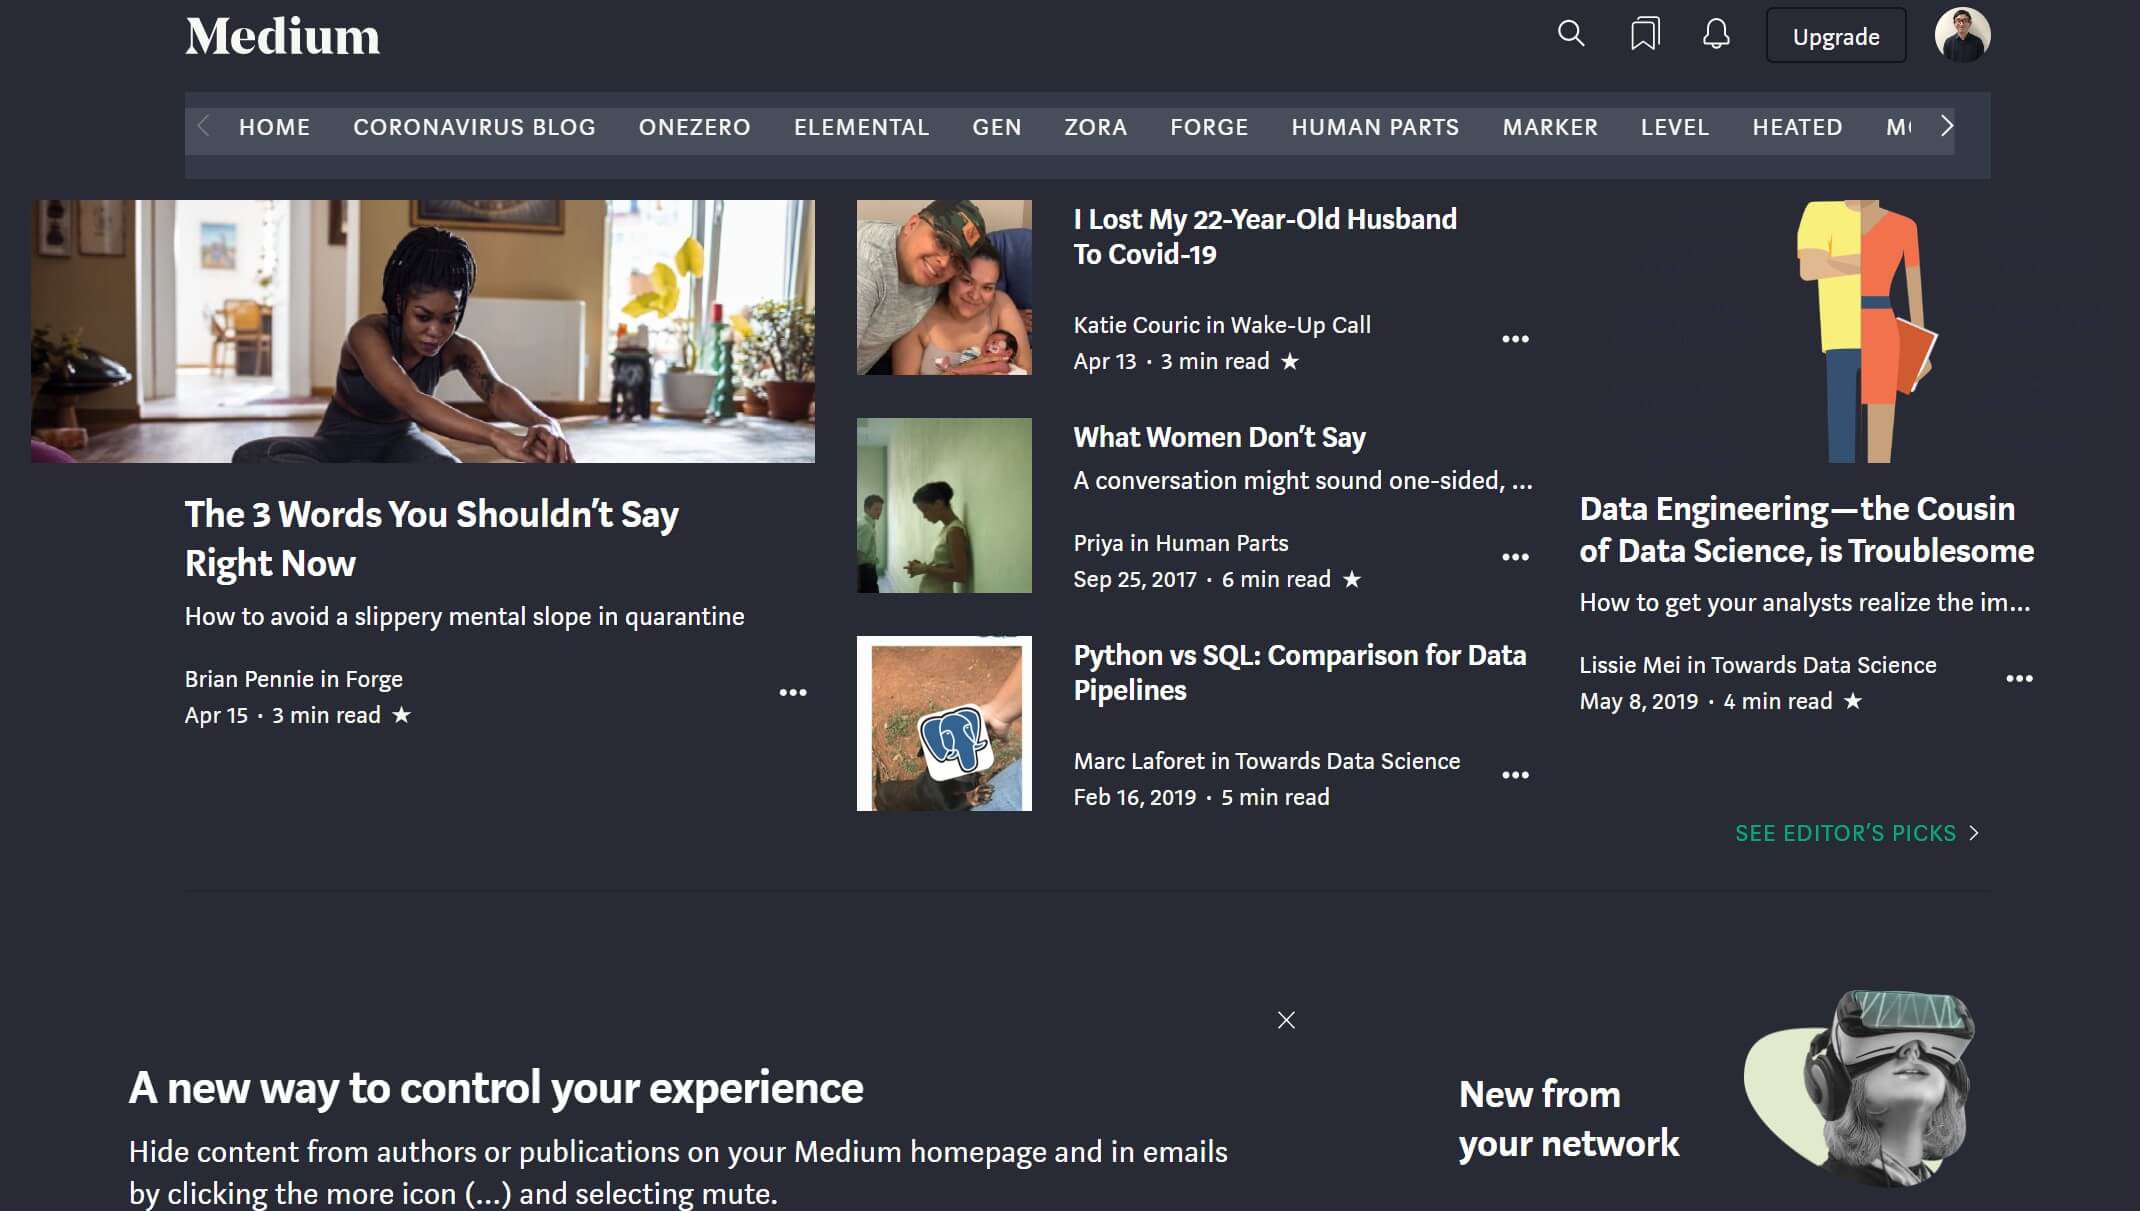 Medium
Upgrade
HOME CORONAVIRUS BLOG ONEZERO ELEMENTAL GEN ZORA FORGE HUMAN PARTS MARKER LEVEL HEATED
The 3 Words You Shouldn’t Say
Right Now
How to avoid a slippery mental slope in quarantine
Brian Pennie in Forge
Apr 15 · 3 min read ★
I Lost My 22-Year-Old Husband
To Covid-19
Katie Couric in Wake-Up Call
Apr 13 · 3 min read ★
What Women Don’t Say
A conversation might sound one-sided, ...
Priya in Human Parts
Sep 25, 2017 · 6 min read ★
Python vs SQL: Comparison for Data
Pipelines
Marc Laforet in Towards Data Science
Feb 16, 2019 · 5 min read
Data Engineering—the Cousin
of Data Science, is Troublesome
How to get your analysts realize the im...
Lissie Mei in Towards Data Science
May 8, 2019 · 4 min read ★
SEE EDITOR’S PICKS
A new way to control your experience
Hide content from authors or publications on your Medium homepage and in emails
by clicking the more icon (...) and selecting mute.
New from
your network